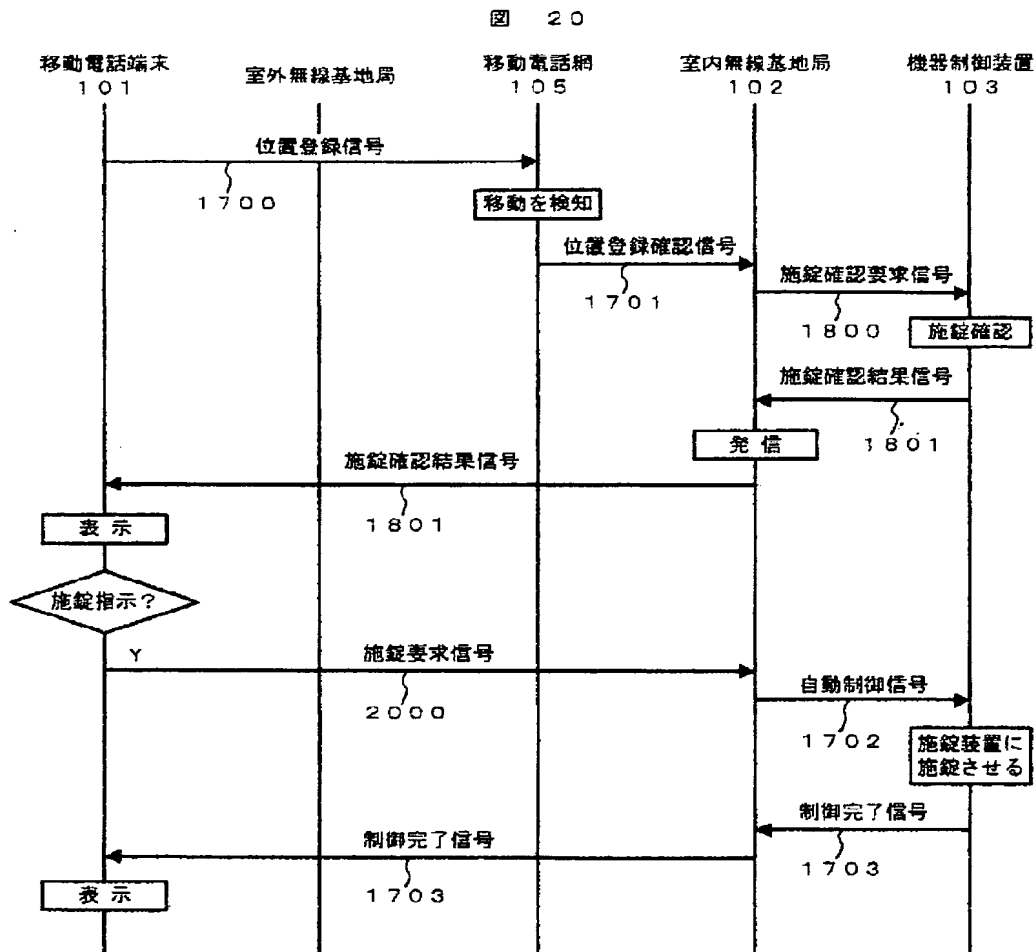 図 20
移動電話端末
101
室外無線基地局
移動電話網
105
室内無線基地局
102
機器制御装置
103
位置登録信号
1700
移動を検知
位置登録確認信号
1701
施錠確認要求信号
1800
施錠確認
施錠確認結果信号
1801
発信
施錠確認結果信号
1801
表示
施錠指示?
Y
施錠要求信号
2000
自動制御信号
1702
施錠装置に
施錠させる
制御完了信号
1703
制御完了信号
1703
表示